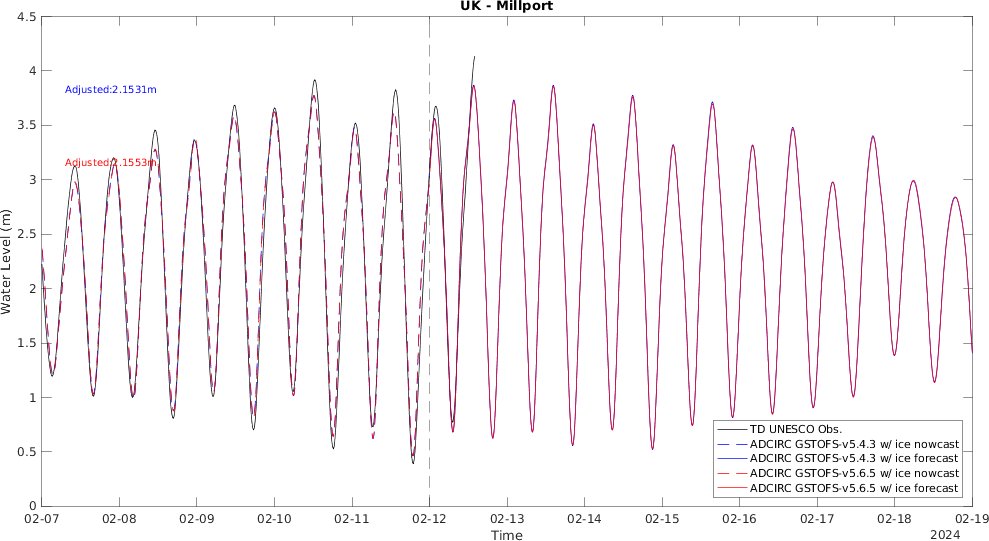 UK - Millport
4.5
4
3.5
3
2.5
2
1.5
1
0.5
0
Water Level (m)
Adjusted:2.1531m
Adjusted:2.1553m
TD UNESCO Obs.
ADCIRC GSTOFS-v5.4.3 w/ ice nowcast
ADCIRC GSTOFS-v5.4.3 w/ ice forecast
ADCIRC GSTOFS-v5.6.5 w/ ice nowcast
ADCIRC GSTOFS-v5.6.5 w/ ice forecast
02-07 02-08 02-09 02-10 02-11 02-12 02-13 02-14 02-15 02-16 02-17 02-18 02-19
Time
2024